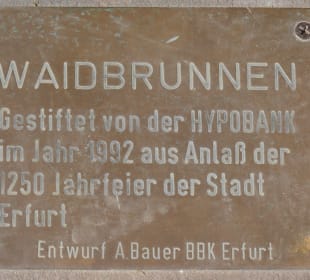 WAIDBRUNNEN
Gestiftet von der HYPOBANK
im Jahr 1992 aus Anlaß der
1250 Jahrfeier der Stadt
Erfurt
Entwurf A.Bauer BBK Erfurt